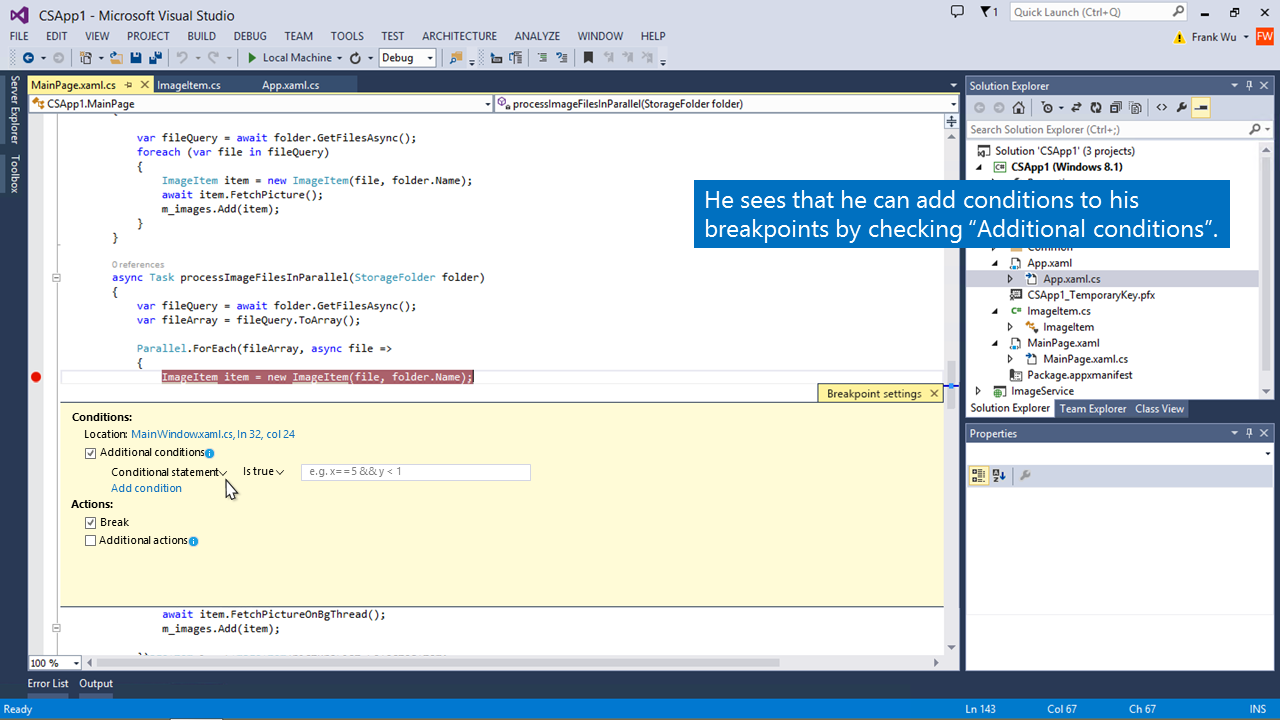 CSApp1 - Microsoft Visual Studio
1
Quick Launch (Ctrl+Q)
FILE EDIT VIEW PROJECT BUILD DEBUG TEAM TOOLS TEST ARCHITECTURE ANALYZE WINDOW HELP
Frank Wu
FW
Local Machine
Debug
Server Explorer
Toolbox
MainPage.xaml.cs
ImageItem.cs
App.xaml.cs
CSApp1.MainPage
processImageFilesInParallel(StorageFolder folder)
{
var fileQuery = await folder.GetFilesAsync();
foreach (var file in fileQuery)
{
ImageItem item = new ImageItem(file, folder.Name);
await item.FetchPicture();
m_images.Add(item);
}
}
0 references
async Task processImageFilesInParallel(StorageFolder folder)
{
var fileQuery = await folder.GetFilesAsync();
var fileArray = fileQuery.ToArray();
Parallel.ForEach(fileArray, async file =>
{
ImageItem item = new ImageItem(file, folder.Name);
Breakpoint settings
Conditions:
Location: MainWindow.xaml.cs, ln 32, col 24
Additional conditions
Conditional statement
Is true
e.g. x==5 && y < 1
Add condition
Actions:
Break
Additional actions
await item.FetchPictureOnBgThread();
m_images.Add(item);
100 %
Error List
Output
Solution Explorer
Search Solution Explorer (Ctrl+;)
Solution 'CSApp1' (3 projects)
CSApp1 (Windows 8.1)
He sees that he can add conditions to his
breakpoints by checking “Additional conditions”.
Common
App.xaml
App.xaml.cs
CSApp1_TemporaryKey.pfx
ImageItem.cs
ImageItem
MainPage.xaml
MainPage.xaml.cs
Package.appxmanifest
ImageService
Solution Explorer
Team Explorer
Class View
Properties
Ready
Ln 143
Col 67
Ch 67
INS